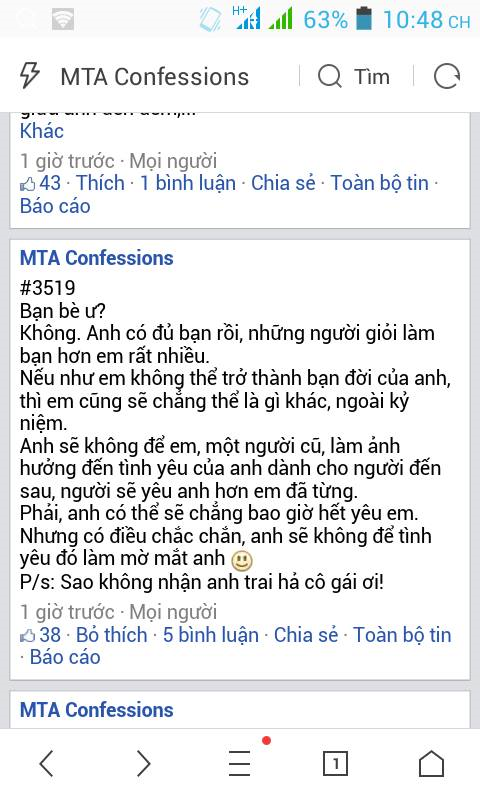 H+
63%
10:48 CH
MTA Confessions
Tìm
Khác
1 giờ trước · Mọi người
43 · Thích · 1 bình luận · Chia sẻ · Toàn bộ tin ·
Báo cáo
MTA Confessions
#3519
Bạn bè ư?
Không. Anh có đủ bạn rồi, những người giỏi làm
bạn hơn em rất nhiều.
Nếu như em không thể trở thành bạn đời của anh,
thì em cũng sẽ chẳng thể là gì khác, ngoài kỷ
niệm.
Anh sẽ không để em, một người cũ, làm ảnh
hưởng đến tình yêu của anh dành cho người đến
sau, người sẽ yêu anh hơn em đã từng.
Phải, anh có thể sẽ chẳng bao giờ hết yêu em.
Nhưng có điều chắc chắn, anh sẽ không để tình
yêu đó làm mờ mắt anh
P/s: Sao không nhận anh trai hả cô gái ơi!
1 giờ trước · Mọi người
38 · Bỏ thích · 5 bình luận · Chia sẻ · Toàn bộ tin
· Báo cáo
MTA Confessions
1